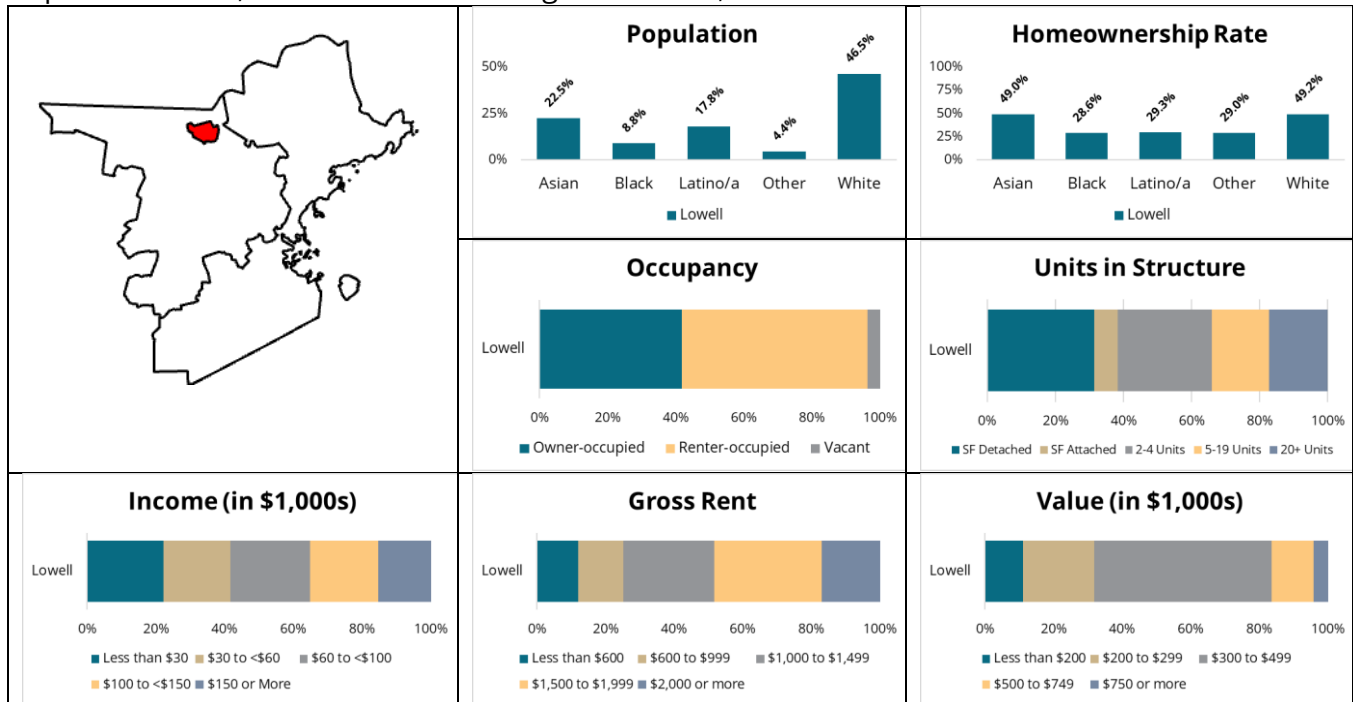 Population
50%
25%
0%
22.5%
8.8%
17.8%
4.4%
46.5%
Asian Black Latino/a Other White
Lowell
Homeownership Rate
100%
75%
50%
25%
0%
49.0%
28.6%
29.3%
29.0%
49.2%
Asian Black Latino/a Other White
Lowell
Occupancy
Lowell
0% 20% 40% 60% 80% 100%
Owner-occupied Renter-occupied Vacant
Units in Structure
Lowell
0% 20% 40% 60% 80% 100%
SF Detached SF Attached 2-4 Units 5-19 Units 20+ Units
Income (in $1,000s)
Lowell
0% 20% 40% 60% 80% 100%
Less than $30 $30 to <$60 $60 to <$100
$100 to <$150 $150 or More
Gross Rent
Lowell
0% 20% 40% 60% 80% 100%
Less than $600 $600 to $999 $1,000 to $1,499
$1,500 to $1,999 $2,000 or more
Value (in $1,000s)
Lowell
0% 20% 40% 60% 80% 100%
Less than $200 $200 to $299 $300 to $499
$500 to $749 $750 or more